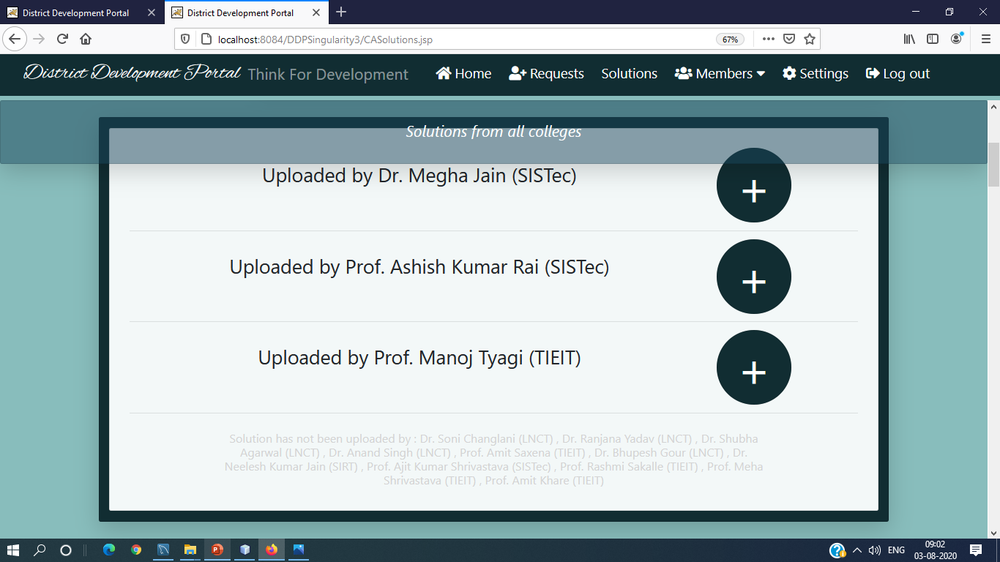 District Development Portal
District Development Portal
localhost:8084/DDPSingularity3/CASolutions.jsp
67%
District Development Portal Think For Development Home Requests Solutions Members Settings Log out
Solutions from all colleges
Uploaded by Dr. Megha Jain (SISTec)
+
Uploaded by Prof. Ashish Kumar Rai (SISTec)
+
Uploaded by Prof. Manoj Tyagi (TIEIT)
+
Solution has not been uploaded by : Dr. Soni Changlani (LNCT) , Dr. Ranjana Yadav (LNCT) , Dr. Shubha
Agarwal (LNCT) , Dr. Anand Singh (LNCT) , Prof. Amit Saxena (TIEIT) , Dr. Bhupesh Gour (LNCT) , Dr.
Neelesh Kumar Jain (SIRT) , Prof. Ajit Kumar Shrivastava (SISTec) , Prof. Rashmi Sakalle (TIEIT) , Prof. Meha
Shrivastava (TIEIT) , Prof. Amit Khare (TIEIT)
ENG
09:02
03-08-2020